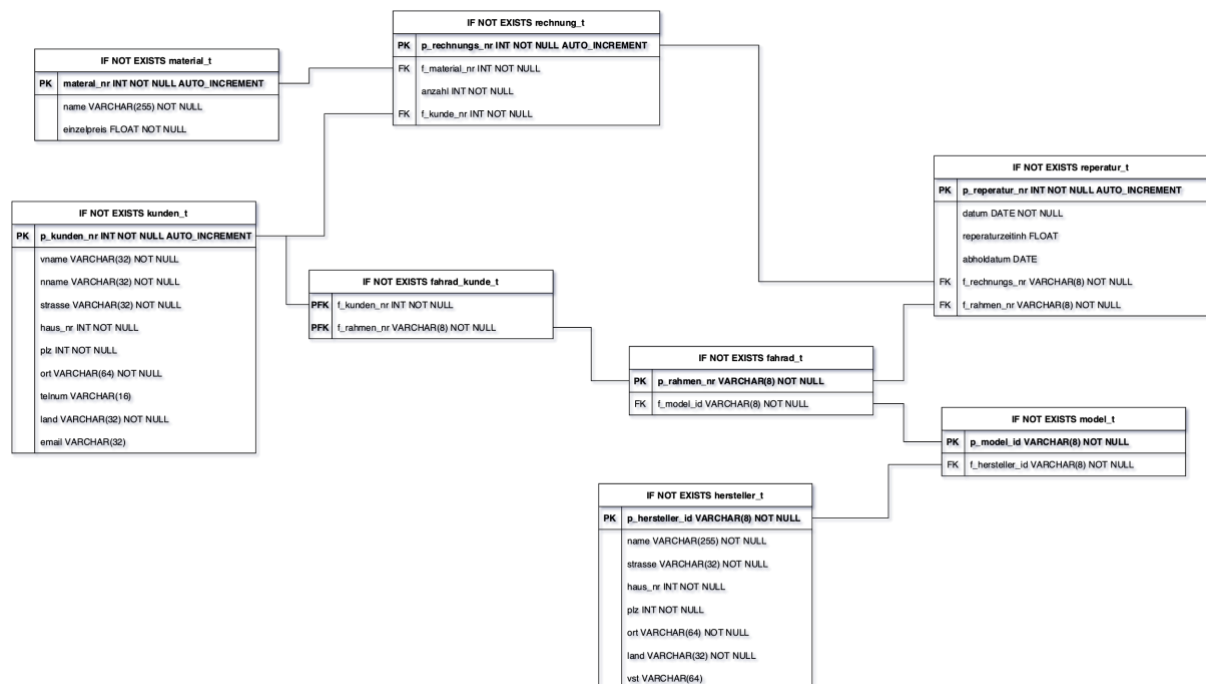 IF NOT EXISTS rechnung_t
PK p_rechnungs_nr INT NOT NULL AUTO_INCREMENT
FK f_material_nr INT NOT NULL
anzahl INT NOT NULL
FK f_kunde_nr INT NOT NULL
IF NOT EXISTS material_t
PK materal_nr INT NOT NULL AUTO_INCREMENT
name VARCHAR(255) NOT NULL
einzelpreis FLOAT NOT NULL
IF NOT EXISTS reperatur_t
PK p_reperatur_nr INT NOT NULL AUTO_INCREMENT
datum DATE NOT NULL
reperaturzeitinh FLOAT
abholdatum DATE
FK f_rechnungs_nr VARCHAR(8) NOT NULL
FK f_rahmen_nr VARCHAR(8) NOT NULL
IF NOT EXISTS kunden_t
PK p_kunden_nr INT NOT NULL AUTO_INCREMENT
vname VARCHAR(32) NOT NULL
nname VARCHAR(32) NOT NULL
strasse VARCHAR(32) NOT NULL
haus_nr INT NOT NULL
plz INT NOT NULL
ort VARCHAR(64) NOT NULL
telnum VARCHAR(16)
land VARCHAR(32) NOT NULL
email VARCHAR(32)
IF NOT EXISTS fahrad_kunde_t
PFK f_kunden_nr INT NOT NULL
PFK f_rahmen_nr VARCHAR(8) NOT NULL
IF NOT EXISTS fahrad_t
PK p_rahmen_nr VARCHAR(8) NOT NULL
FK f_model_id VARCHAR(8) NOT NULL
IF NOT EXISTS model_t
PK p_model_id VARCHAR(8) NOT NULL
FK f_hersteller_id VARCHAR(8) NOT NULL
IF NOT EXISTS hersteller_t
PK p_hersteller_id VARCHAR(8) NOT NULL
name VARCHAR(255) NOT NULL
strasse VARCHAR(32) NOT NULL
haus_nr INT NOT NULL
plz INT NOT NULL
ort VARCHAR(64) NOT NULL
land VARCHAR(32) NOT NULL
vst VARCHAR(64)